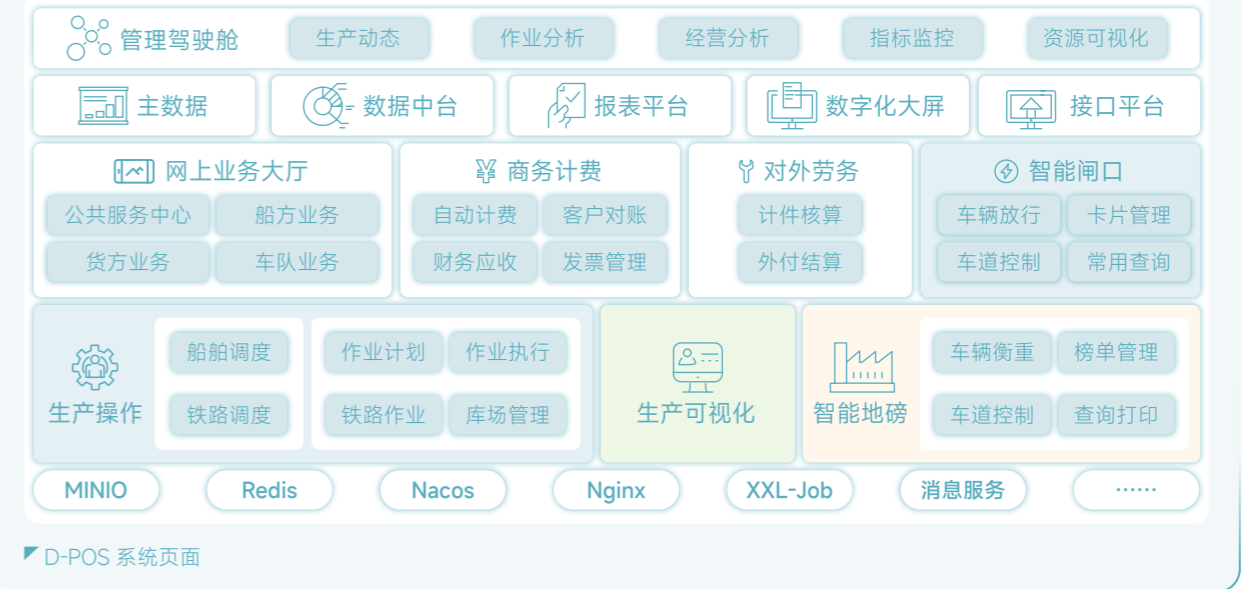 管理驾驶舱 生产动态 作业分析 经营分析 指标监控 资源可视化
主数据 数据中台 报表平台 数字化大屏 接口平台
网上业务大厅 商务计费 对外劳务 智能闸口
公共服务中心 船方业务 自动计费 客户对账 计件核算 车辆放行 卡片管理
货方业务 车队业务 财务应收 发票管理 外付结算 车道控制 常用查询
船舶调度 作业计划 作业执行 车辆衡重 榜单管理
生产操作 铁路调度 铁路作业 库场管理 生产可视化 智能地磅 车道控制 查询打印
MINIO Redis Nacos Nginx XXL-Job 消息服务 ······
D-POS 系统页面